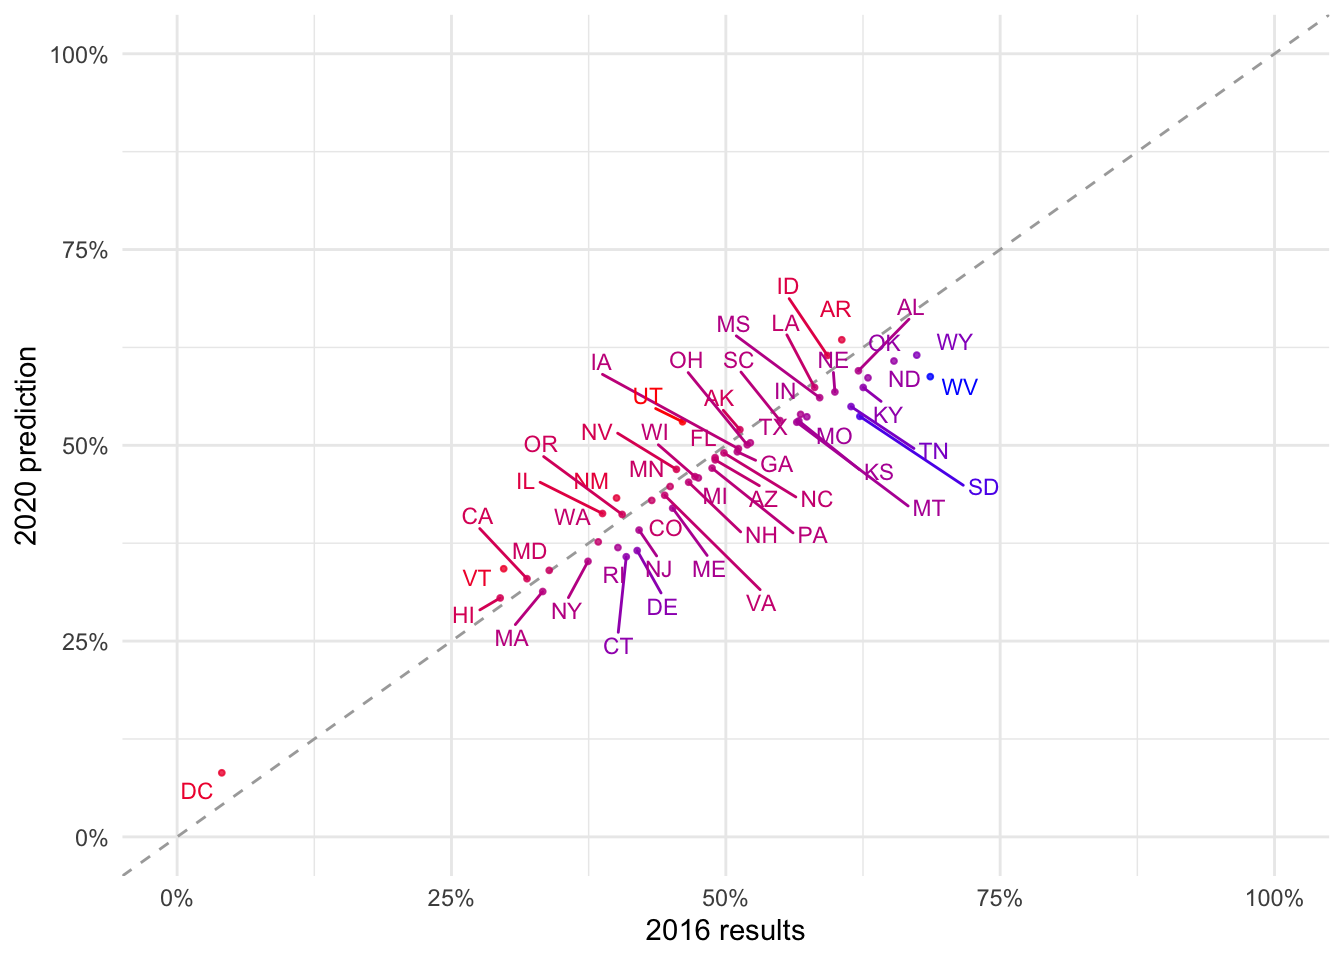 100%
75%
50%
25%
0%
2020 prediction
ID
AR
AL
MS
LA
OK
WY
IA
OH
SC
NE
ND
WV
UT
AK
IN
KY
NV
WI
FL
TX
MO
TN
OR
MN
GA
KS
SD
IL
NM
MI
AZ
NC
MT
CA
WA
CO
NH
PA
MD
VT
RI
NJ
ME
HI
NY
DE
VA
MA
CT
DC
0%
25%
50%
75%
100%
2016 results